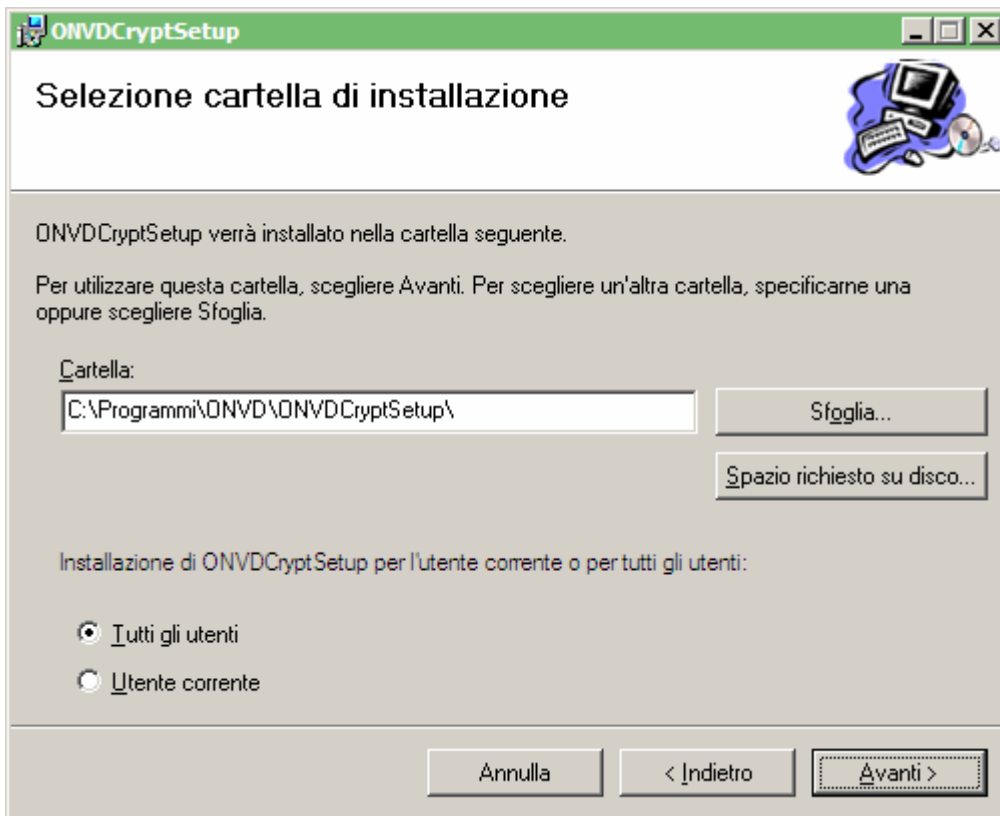 ONVDCryptSetup
Selezione cartella di installazione
ONVDCryptSetup verrà installato nella cartella seguente.
Per utilizzare questa cartella, scegliere Avanti. Per scegliere un'altra cartella, specificarne una
oppure scegliere Sfoglia.
Cartella:
C:\Programmi\ONVD\ONVDCryptSetup\
Sfoglia...
Spazio richiesto su disco...
Installazione di ONVDCryptSetup per l'utente corrente o per tutti gli utenti:
Tutti gli utenti
Utente corrente
Annulla
< Indietro
Avanti >